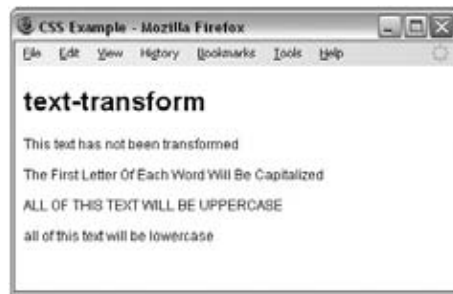 CSS Example - Mozilla Firefox
File Edit View History Bookmarks Tools Help
text-transform
This text has not been transformed
The First Letter Of Each Word Will Be Capitalized
ALL OF THIS TEXT WILL BE UPPERCASE
all of this text will be lowercase